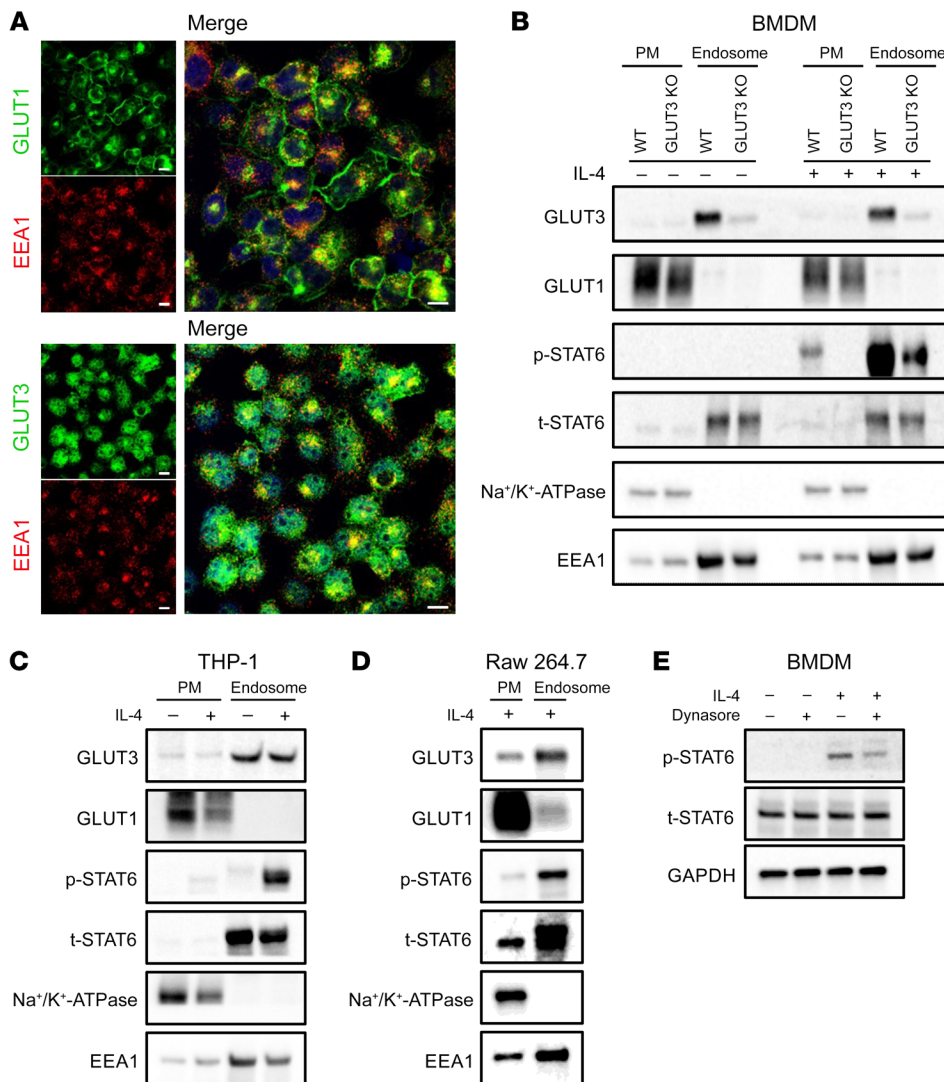 A
Merge
GLUT1
EEA1
Merge
GLUT3
EEA1
B
BMDM
PM Endosome PM Endosome
WT GLUT3 KO WT GLUT3 KO WT GLUT3 KO WT GLUT3 KO
IL-4 – – – – + + + +
GLUT3
GLUT1
p-STAT6
t-STAT6
Na⁺/K⁺-ATPase
EEA1
C
THP-1
PM Endosome
IL-4 – + – +
GLUT3
GLUT1
p-STAT6
t-STAT6
Na⁺/K⁺-ATPase
EEA1
D
Raw 264.7
PM Endosome
IL-4 + +
GLUT3
GLUT1
p-STAT6
t-STAT6
Na⁺/K⁺-ATPase
EEA1
E
BMDM
IL-4 – – + +
Dynasore – + – +
p-STAT6
t-STAT6
GAPDH